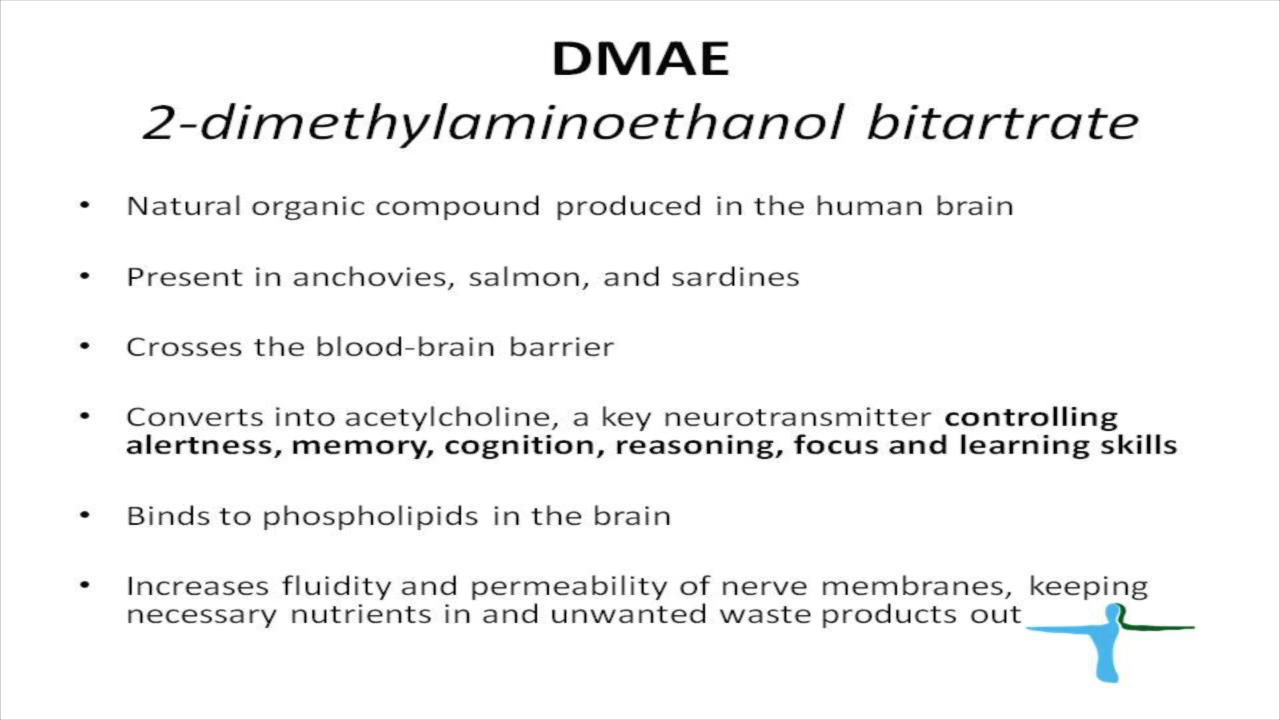 DMAE
2-dimethylaminoethanol bitartrate
• Natural organic compound produced in the human brain
• Present in anchovies, salmon, and sardines
• Crosses the blood-brain barrier
• Converts into acetylcholine, a key neurotransmitter controlling
alertness, memory, cognition, reasoning, focus and learning skills
• Binds to phospholipids in the brain
• Increases fluidity and permeability of nerve membranes, keeping
necessary nutrients in and unwanted waste products out